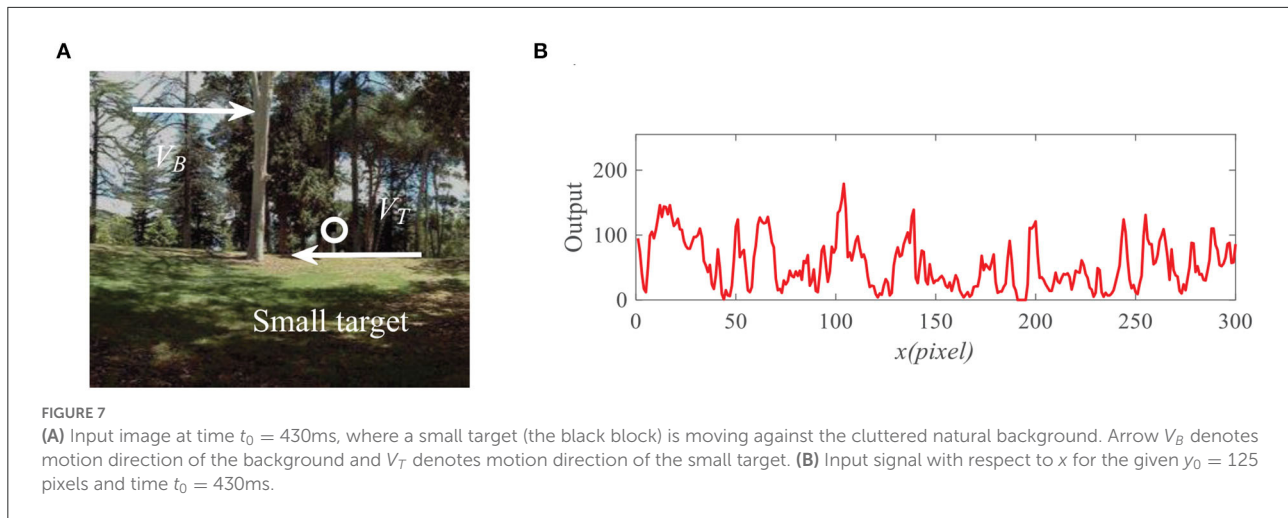 A
B
V_B
V_T
Small target
Output
200
100
0
0
50
100
150
200
250
300
x(pixel)
FIGURE 7
(A) Input image at time t₀ = 430ms, where a small target (the black block) is moving against the cluttered natural background. Arrow V_B denotes
motion direction of the background and V_T denotes motion direction of the small target. (B) Input signal with respect to x for the given y₀ = 125
pixels and time t₀ = 430ms.